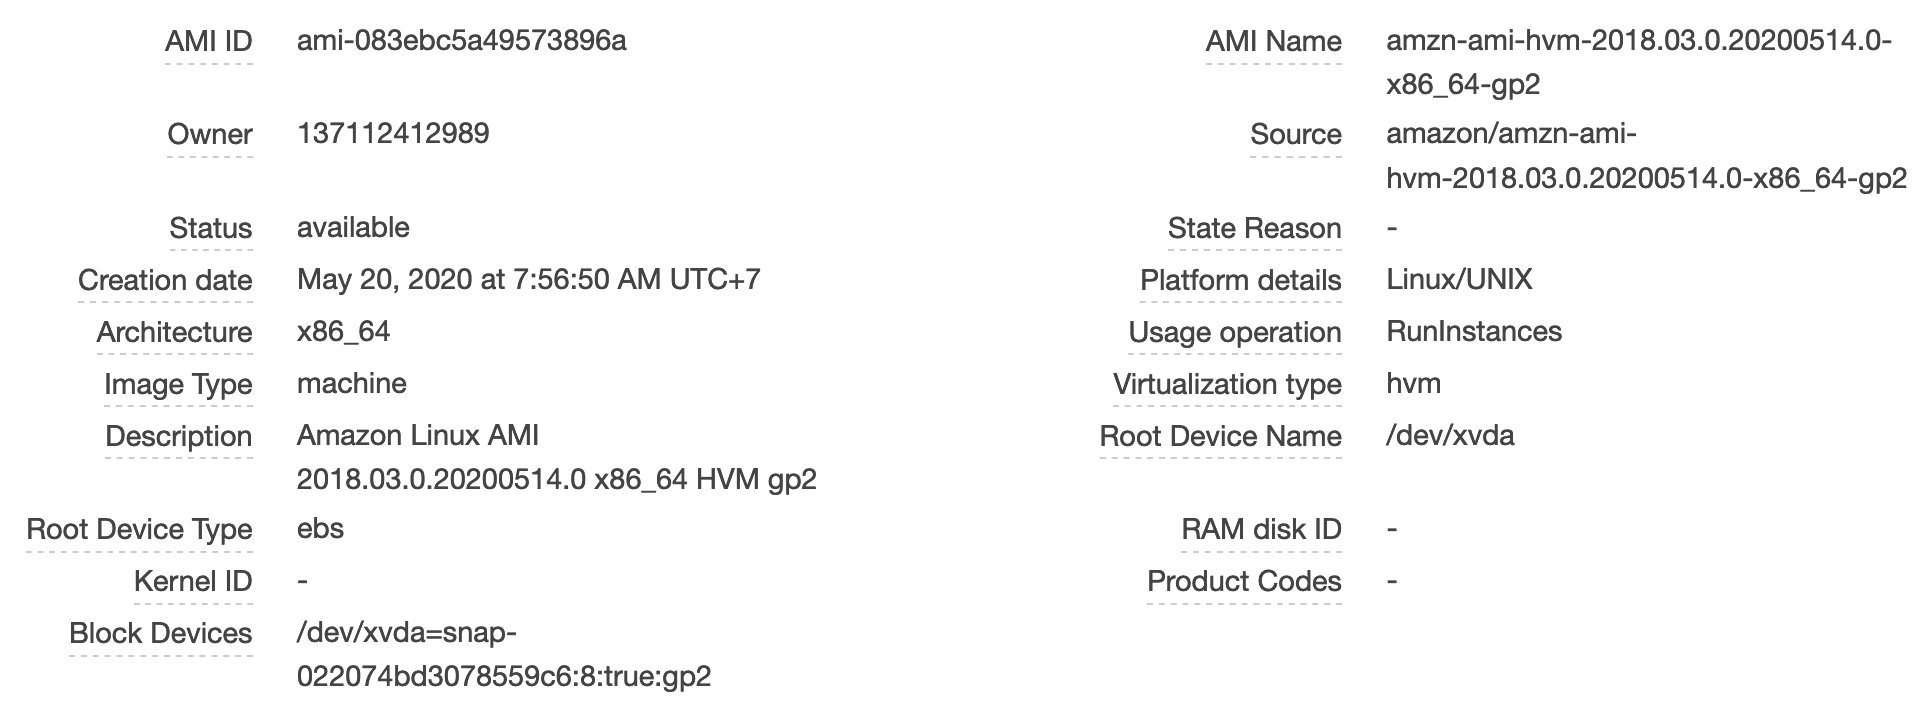 AMI ID ami-083ebc5a49573896a AMI Name amzn-ami-hvm-2018.03.0.20200514.0-
x86_64-gp2
Owner 137112412989 Source amazon/amzn-ami-
hvm-2018.03.0.20200514.0-x86_64-gp2
Status available State Reason -
Creation date May 20, 2020 at 7:56:50 AM UTC+7 Platform details Linux/UNIX
Architecture x86_64 Usage operation RunInstances
Image Type machine Virtualization type hvm
Description Amazon Linux AMI Root Device Name /dev/xvda
2018.03.0.20200514.0 x86_64 HVM gp2
Root Device Type ebs RAM disk ID -
Kernel ID - Product Codes -
Block Devices /dev/xvda=snap-
022074bd3078559c6:8:true:gp2